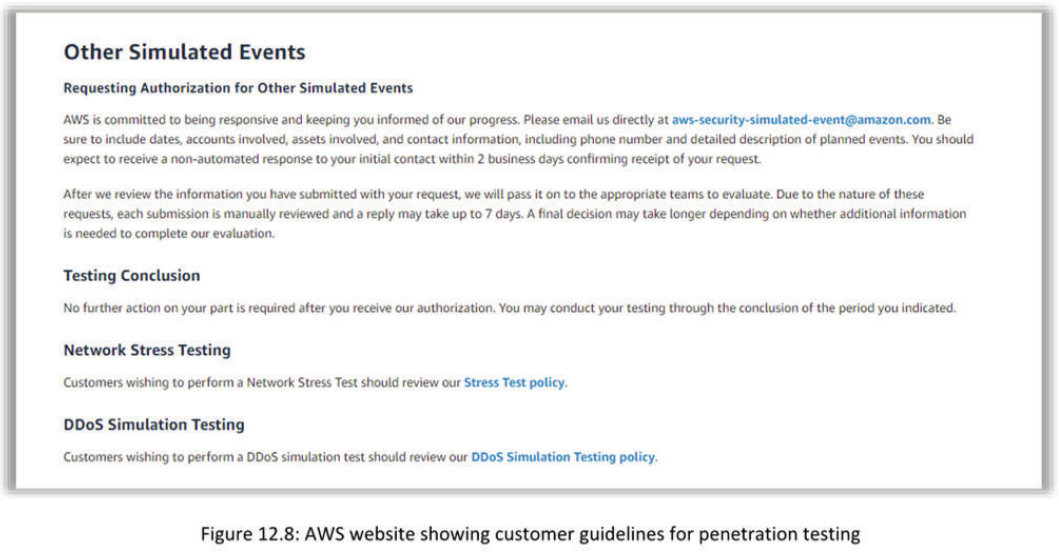 Other Simulated Events
Requesting Authorization for Other Simulated Events
AWS is committed to being responsive and keeping you informed of our progress. Please email us directly at aws-security-simulated-event@amazon.com. Be
sure to include dates, accounts involved, assets involved, and contact information, including phone number and detailed description of planned events. You should
expect to receive a non-automated response to your initial contact within 2 business days confirming receipt of your request.
After we review the information you have submitted with your request, we will pass it on to the appropriate teams to evaluate. Due to the nature of these
requests, each submission is manually reviewed and a reply may take up to 7 days. A final decision may take longer depending on whether additional information
is needed to complete our evaluation.
Testing Conclusion
No further action on your part is required after you receive our authorization. You may conduct your testing through the conclusion of the period you indicated.
Network Stress Testing
Customers wishing to perform a Network Stress Test should review our Stress Test policy.
DDoS Simulation Testing
Customers wishing to perform a DDoS simulation test should review our DDoS Simulation Testing policy.
Figure 12.8: AWS website showing customer guidelines for penetration testing